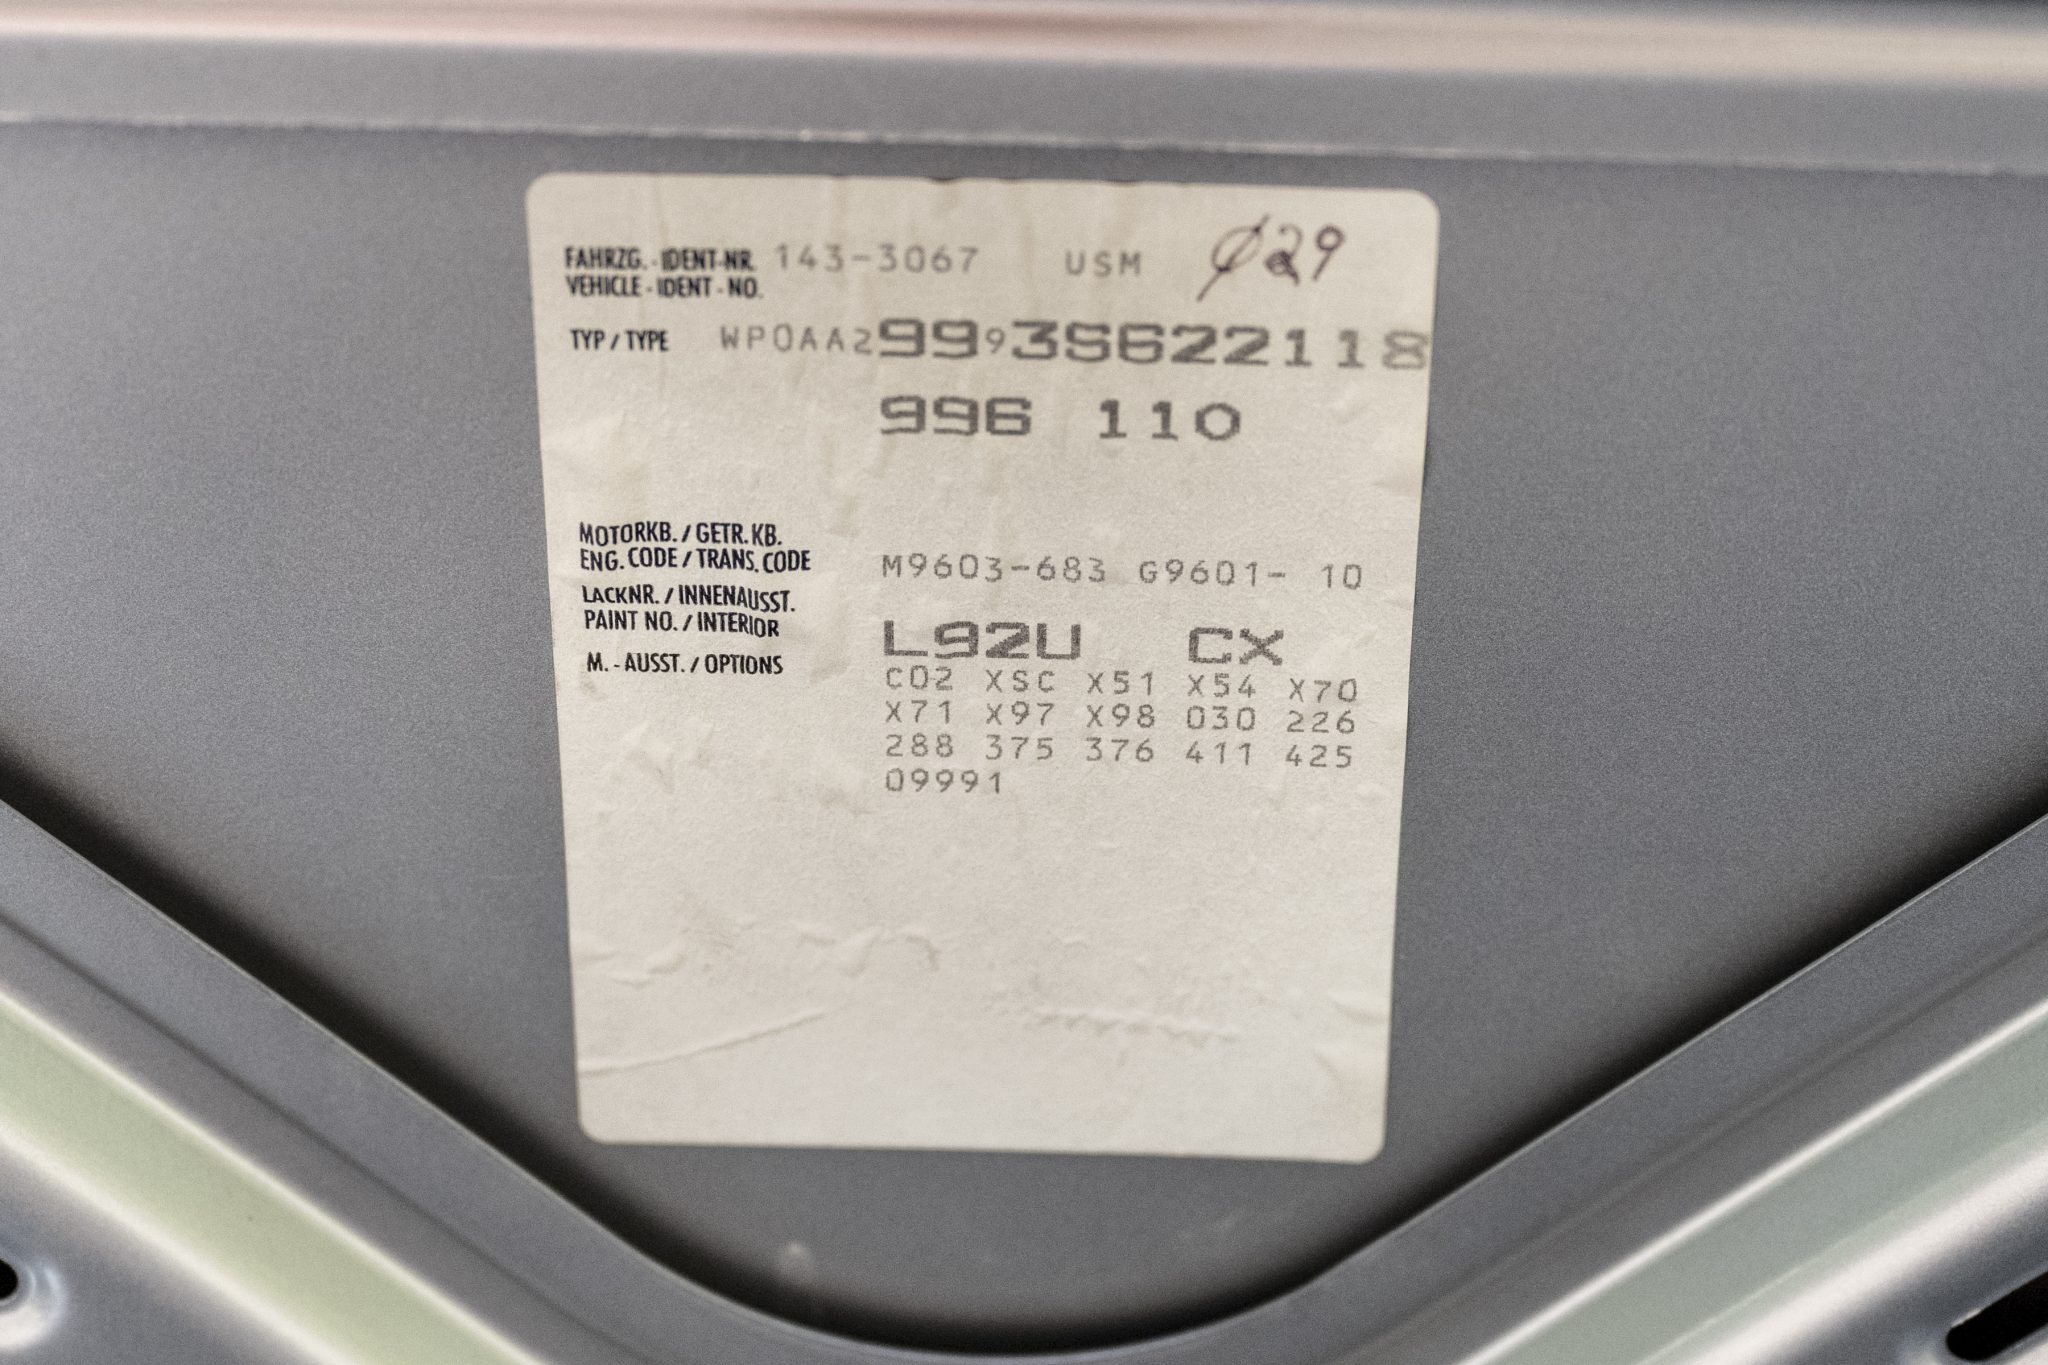 FAHRZG. - IDENT-NR. 143-3067 USM Ø29
VEHICLE - IDENT - NO.
TYP / TYPE WP0AA29993S622118
996 110
MOTORKB. / GETR. KB.
ENG. CODE / TRANS. CODE M9603-683 G9601- 10
LACKNR. / INNENAUSST.
PAINT NO. / INTERIOR L92U CX
M. - AUSST. / OPTIONS C02 XSC X51 X54 X70
X71 X97 X98 030 226
288 375 376 411 425
09991